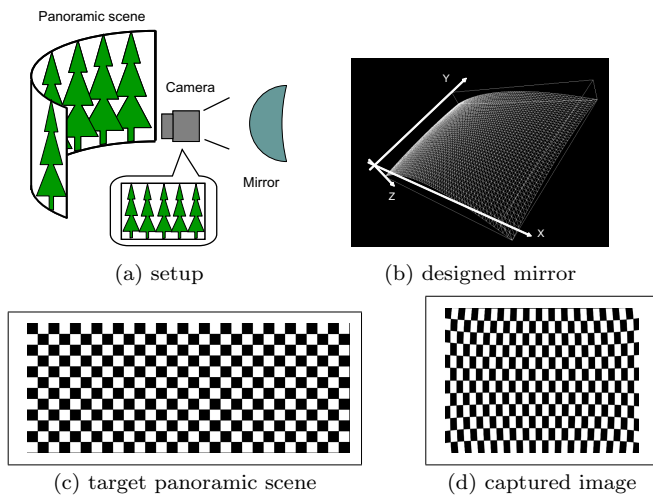 Panoramic scene
Camera
Mirror
(a) setup
Y
Z
X
(b) designed mirror
(c) target panoramic scene
(d) captured image